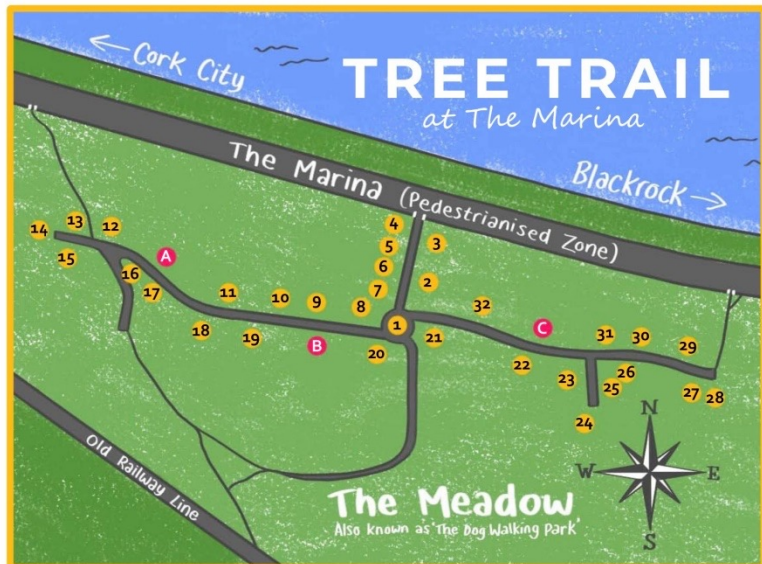 ← Cork City
TREE TRAIL
at The Marina
The Marina (Pedestrianised Zone)
Blackrock →
14
13
12
15
16
17
A
18
11
19
10
9
B
4
5
6
7
8
3
2
1
20
21
32
22
C
23
24
31
25
26
30
29
27
28
N
W
E
S
Old Railway Line
The Meadow
Also known as 'The Dog Walking Park'